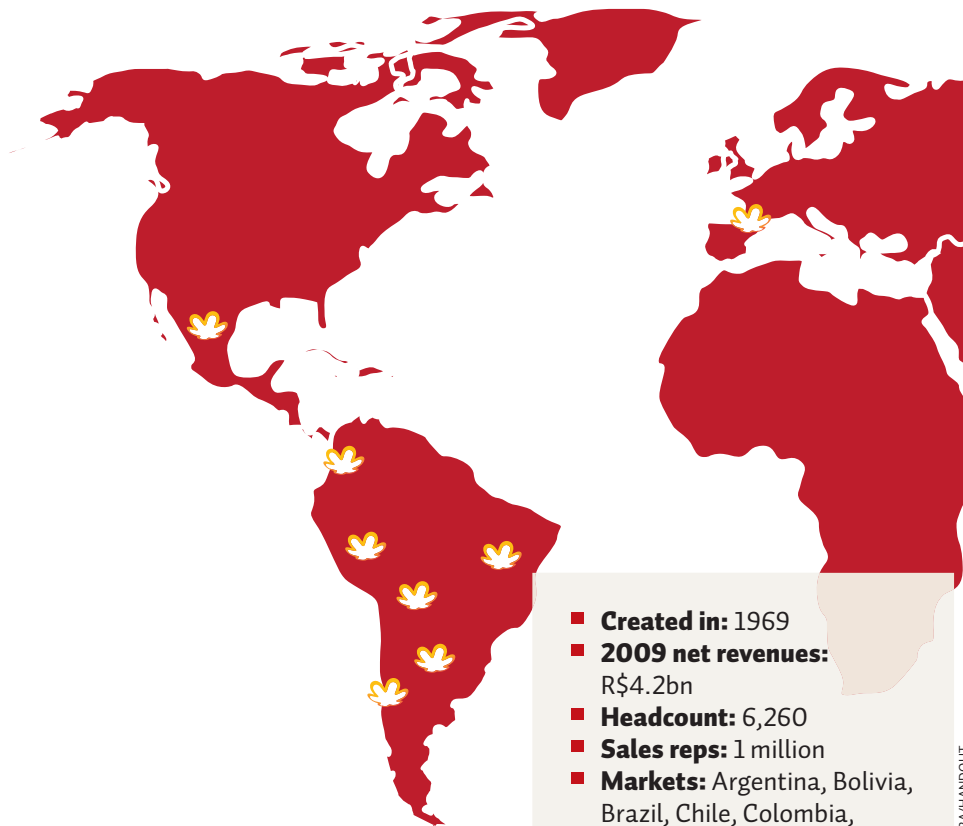 Created in: 1969
2009 net revenues:
R$4.2bn
Headcount: 6,260
Sales reps: 1 million
Markets: Argentina, Bolivia,
Brazil, Chile, Colombia,
/HANDOUT